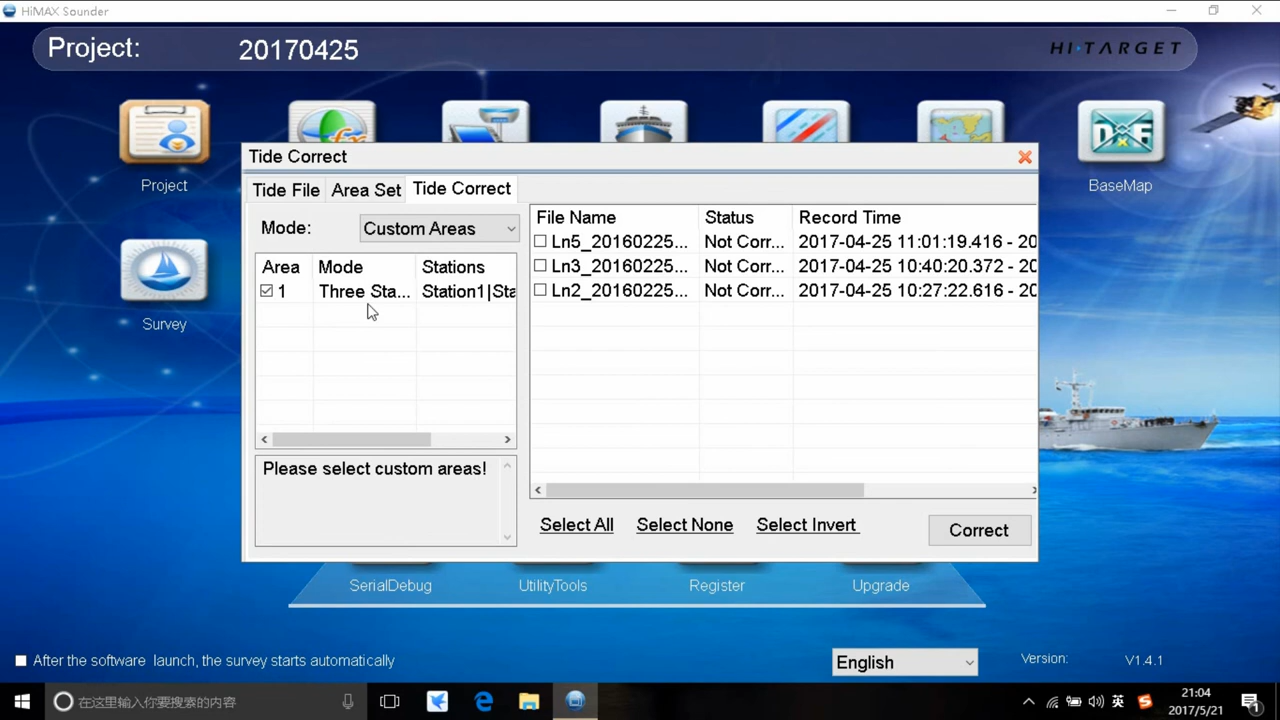 HiMAX Sounder
Project: 20170425
HI·TARGET
Project
BaseMap
Survey
Tide Correct
Tide File Area Set Tide Correct
Mode: Custom Areas
Area Mode Stations
1 Three Sta... Station1|Sta
Please select custom areas!
File Name Status Record Time
Ln5_20160225... Not Corr... 2017-04-25 11:01:19.416 - 20
Ln3_20160225... Not Corr... 2017-04-25 10:40:20.372 - 20
Ln2_20160225... Not Corr... 2017-04-25 10:27:22.616 - 20
Select All Select None Select Invert Correct
SerialDebug UtilityTools Register Upgrade
After the software launch, the survey starts automatically
English
Version: V1.4.1
在这里输入你要搜索的内容
英
21:04
2017/5/21